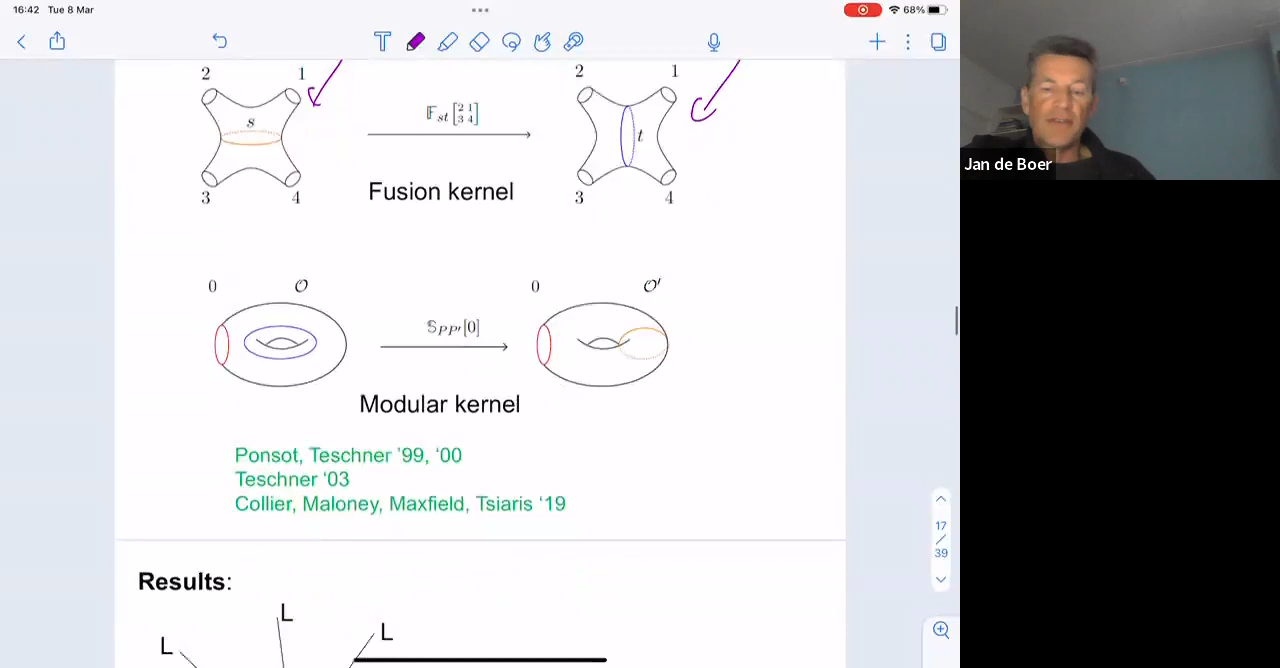 16:42 Tue 8 Mar
68%
2 1
s
3 4
𝔽st[2 1 3 4]
Fusion kernel
2 1
t
3 4
0 𝒪
𝕊PP′[0]
0 𝒪′
Modular kernel
Ponsot, Teschner ’99, ‘00
Teschner ‘03
Collier, Maloney, Maxfield, Tsiaris ‘19
Results:
L
L
L
17
/
39
Jan de Boer